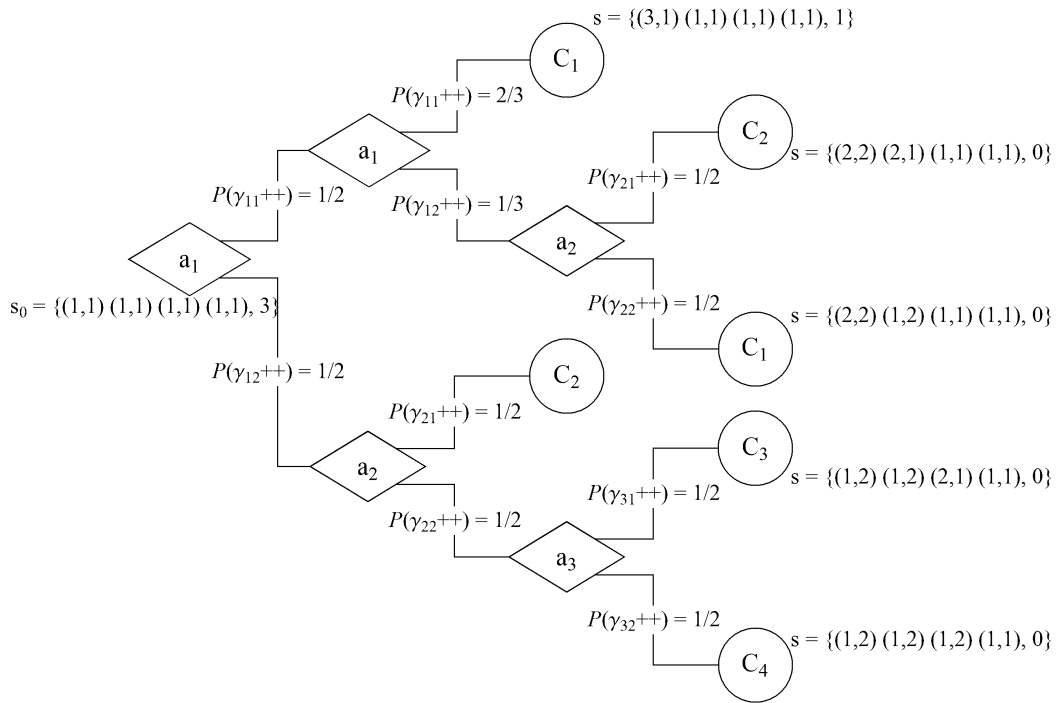 s = {(3,1) (1,1) (1,1) (1,1), 1}
C₁
P(γ₁₁++) = 2/3
a₁
C₂
s = {(2,2) (2,1) (1,1) (1,1), 0}
P(γ₂₁++) = 1/2
P(γ₁₁++) = 1/2
P(γ₁₂++) = 1/3
a₂
a₁
s₀ = {(1,1) (1,1) (1,1) (1,1), 3}
P(γ₂₂++) = 1/2
s = {(2,2) (1,2) (1,1) (1,1), 0}
C₁
P(γ₁₂++) = 1/2
C₂
P(γ₂₁++) = 1/2
a₂
C₃
s = {(1,2) (1,2) (2,1) (1,1), 0}
P(γ₃₁++) = 1/2
P(γ₂₂++) = 1/2
a₃
P(γ₃₂++) = 1/2
s = {(1,2) (1,2) (1,2) (1,1), 0}
C₄